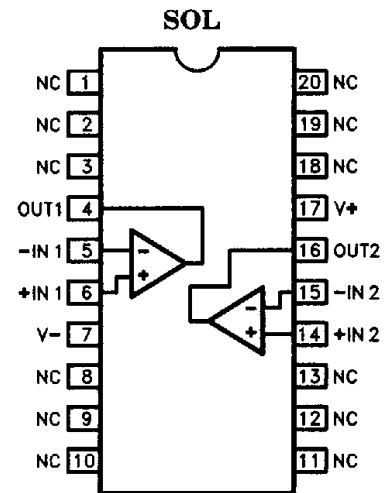 SOL
NC 1 20 NC
NC 2 19 NC
NC 3 18 NC
OUT1 4 17 V+
-IN 1 5 - 16 OUT2
+IN 1 6 + - 15 -IN 2
V- 7 + 14 +IN 2
NC 8 13 NC
NC 9 12 NC
NC 10 11 NC